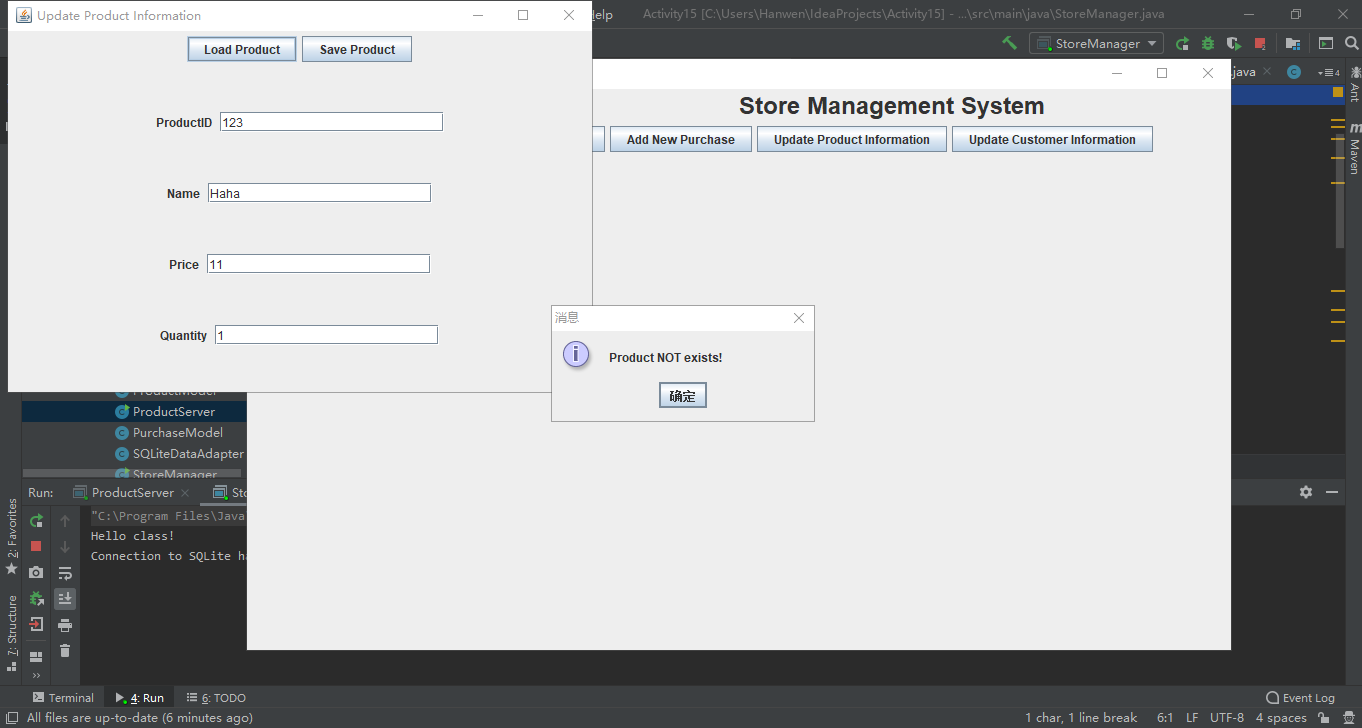 Update Product Information
Help
Activity15 [C:\Users\Hanwen\IdeaProjects\Activity15] - ...\src\main\java\StoreManager.java
Load Product
Save Product
StoreManager
.java
4
Ant
Maven
ProductID
123
Name
Haha
Price
11
Quantity
1
Store Management System
Add New Purchase
Update Product Information
Update Customer Information
消息
Product NOT exists!
确定
ProductModel
ProductServer
PurchaseModel
SQLiteDataAdapter
StoreManager
Run:
ProductServer
Sto
"C:\Program Files\Java
Hello class!
Connection to SQLite ha
2: Favorites
7: Structure
Terminal
4: Run
6: TODO
Event Log
All files are up-to-date (6 minutes ago)
1 char, 1 line break
6:1
LF
UTF-8
4 spaces